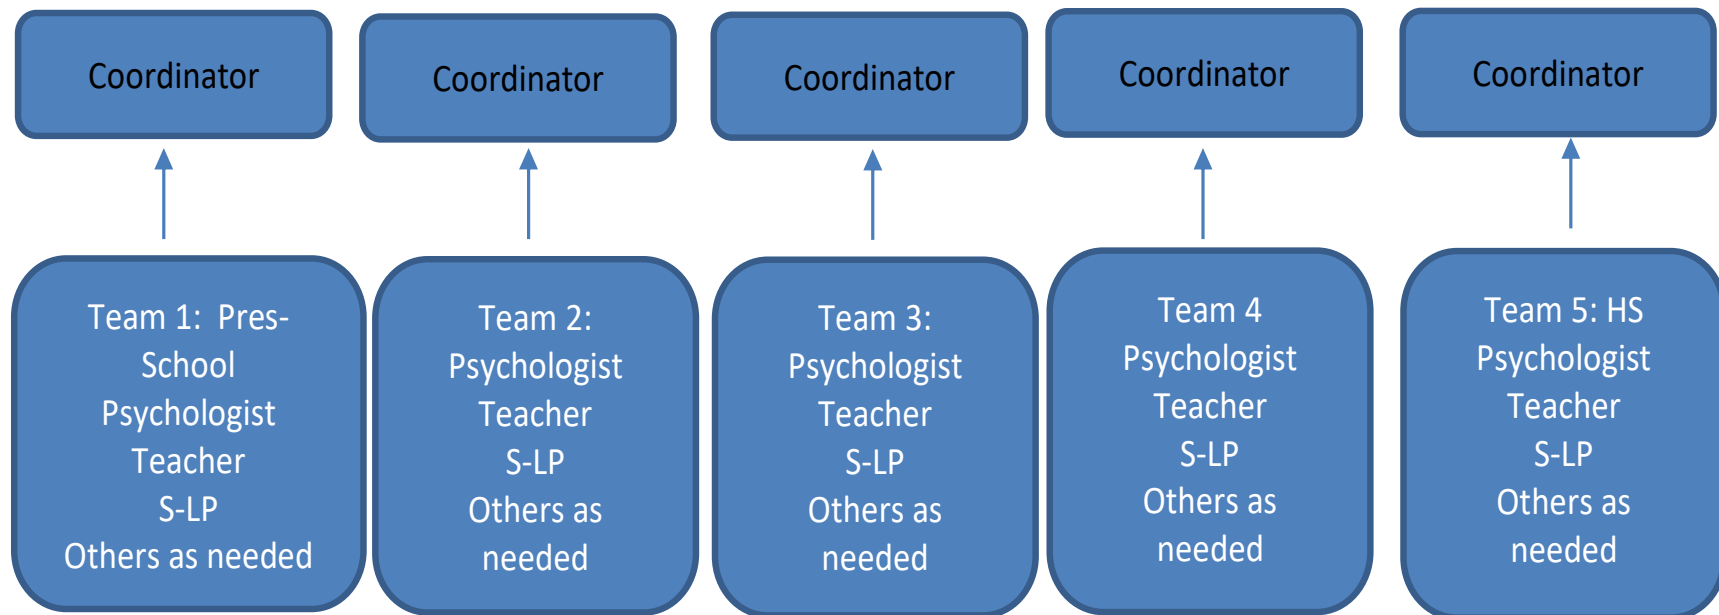 Coordinator
Coordinator
Coordinator
Coordinator
Coordinator
Team 1:  Pres-
School
Psychologist
Teacher
S-LP
Others as needed
Team 2:
Psychologist
Teacher
S-LP
Others as
needed
Team 3:
Psychologist
Teacher
S-LP
Others as
needed
Team 4
Psychologist
Teacher
S-LP
Others as
needed
Team 5: HS
Psychologist
Teacher
S-LP
Others as
needed